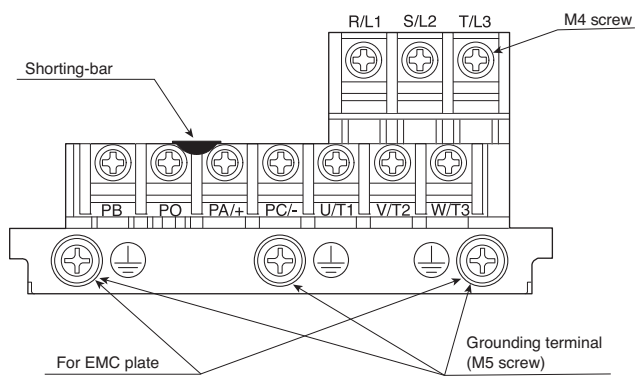 R/L1 S/L2 T/L3
M4 screw
Shorting-bar
PB PO PA/+ PC/- U/T1 V/T2 W/T3
For EMC plate
Grounding terminal
(M5 screw)